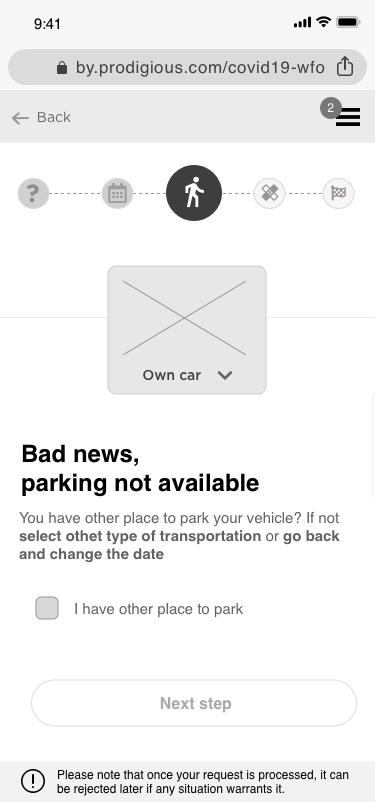 9:41
by.prodigious.com/covid19-wfo
Back
2
?
Own car
Bad news,
parking not available
You have other place to park your vehicle? If not
select othet type of transportation or go back
and change the date
I have other place to park
Next step
Please note that once your request is processed, it can
be rejected later if any situation warrants it.